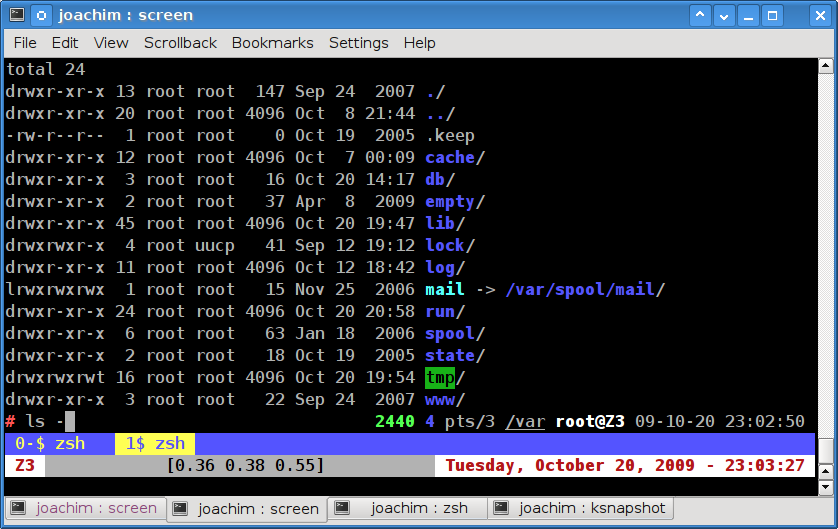 joachim : screen
File Edit View Scrollback Bookmarks Settings Help
total 24
drwxr-xr-x 13 root root  147 Sep 24  2007 ./
drwxr-xr-x 20 root root 4096 Oct  8 21:44 ../
-rw-r--r--  1 root root    0 Oct 19  2005 .keep
drwxr-xr-x 12 root root 4096 Oct  7 00:09 cache/
drwxr-xr-x  3 root root   16 Oct 20 14:17 db/
drwxr-xr-x  2 root root   37 Apr  8  2009 empty/
drwxr-xr-x 45 root root 4096 Oct 20 19:47 lib/
drwxrwxr-x  4 root uucp   41 Sep 12 19:12 lock/
drwxr-xr-x 11 root root 4096 Oct 12 18:42 log/
lrwxrwxrwx  1 root root   15 Nov 25  2006 mail -> /var/spool/mail/
drwxr-xr-x 24 root root 4096 Oct 20 20:58 run/
drwxr-xr-x  6 root root   63 Jan 18  2006 spool/
drwxr-xr-x  2 root root   18 Oct 19  2005 state/
drwxrwxrwt 16 root root 4096 Oct 20 19:54 tmp/
drwxr-xr-x  3 root root   22 Sep 24  2007 www/
# ls - 2440 4 pts/3 /var root@Z3 09-10-20 23:02:50
0-$ zsh 1$ zsh
Z3 [0.36 0.38 0.55] Tuesday, October 20, 2009 - 23:03:27
joachim : screen joachim : screen joachim : zsh joachim : ksnapshot